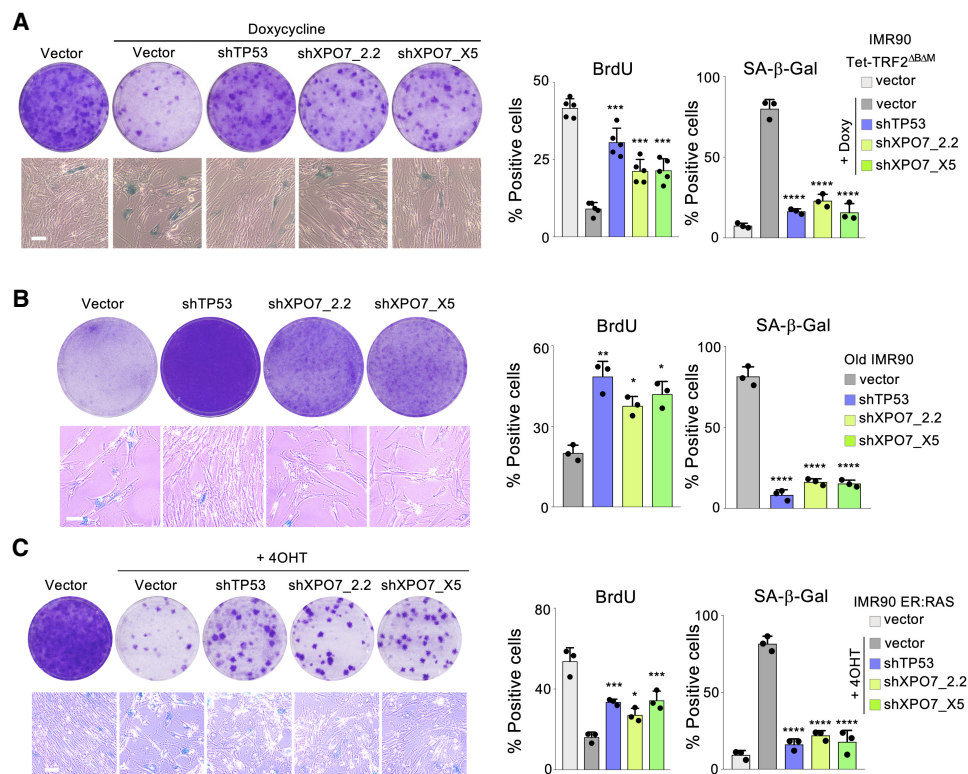 A
Doxycycline
Vector
Vector
shTP53
shXPO7_2.2
shXPO7_X5
BrdU
% Positive cells
50
25
0
***
***
***
SA-β-Gal
% Positive cells
100
50
0
****
****
****
IMR90
Tet-TRF2ΔBΔM
vector
+ Doxy
vector
shTP53
shXPO7_2.2
shXPO7_X5
B
Vector
shTP53
shXPO7_2.2
shXPO7_X5
BrdU
% Positive cells
60
30
0
**
*
*
SA-β-Gal
% Positive cells
100
50
0
****
****
****
Old IMR90
vector
shTP53
shXPO7_2.2
shXPO7_X5
C
+ 4OHT
Vector
Vector
shTP53
shXPO7_2.2
shXPO7_X5
BrdU
% Positive cells
80
40
0
***
*
***
SA-β-Gal
% Positive cells
100
50
0
****
****
****
IMR90 ER:RAS
vector
+ 4OHT
vector
shTP53
shXPO7_2.2
shXPO7_X5